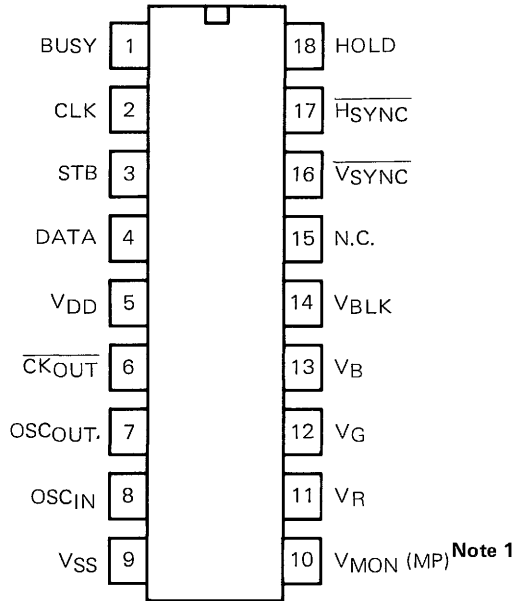 BUSY 1 18 HOLD
CLK 2 17 HSYNC
STB 3 16 VSYNC
DATA 4 15 N.C.
VDD 5 14 VBLK
CKOUT 6 13 VB
OSCOUT. 7 12 VG
OSCIN 8 11 VR
VSS 9 10 VMON (MP) Note 1